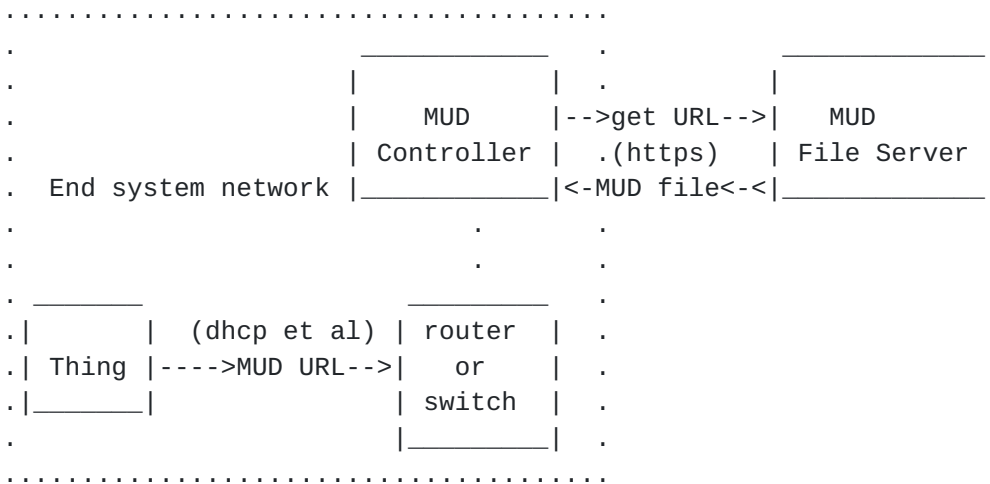 MUD -->get URL--> MUD
Controller (https) File Server
End system network <-MUD file<-<
(dhcp et al) router
Thing ---->MUD URL--> or
switch